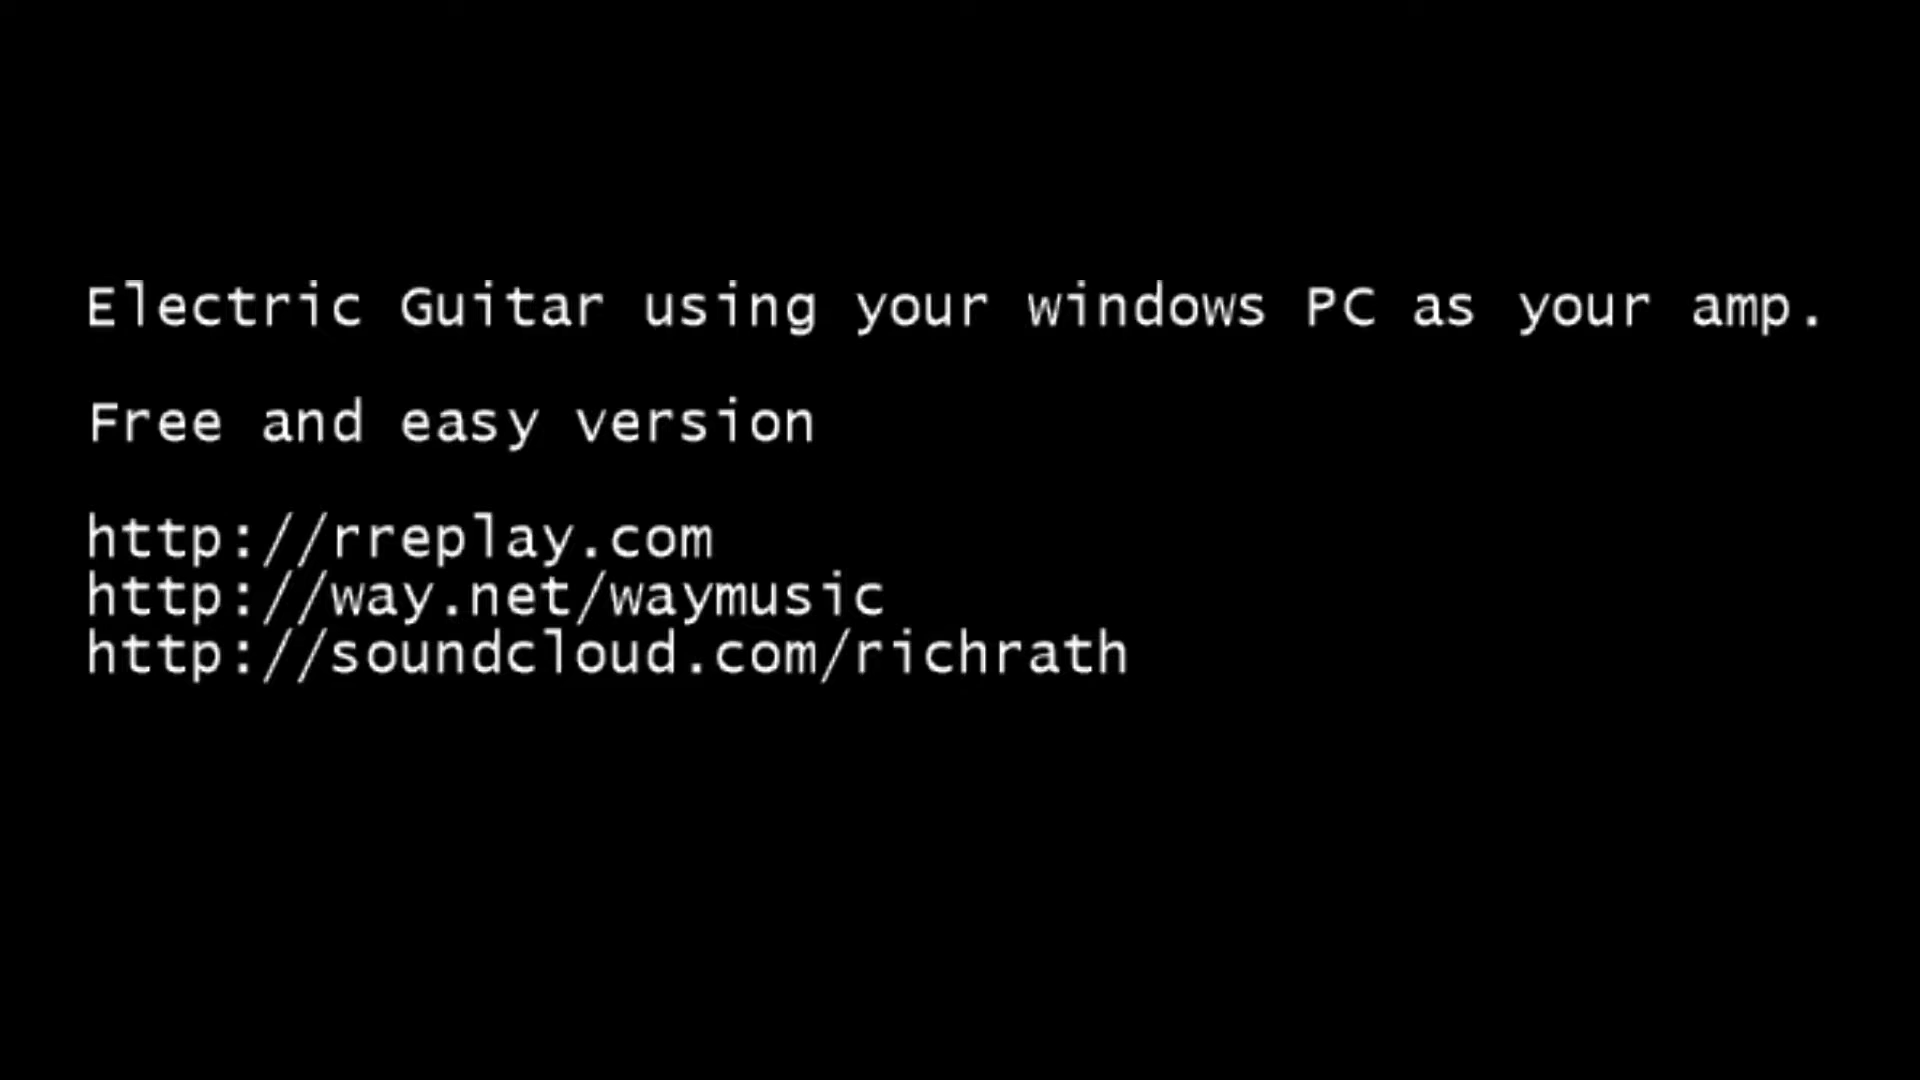 Electric Guitar using your windows PC as your amp.
Free and easy version
http://rreplay.com
http://way.net/waymusic
http://soundcloud.com/richrath